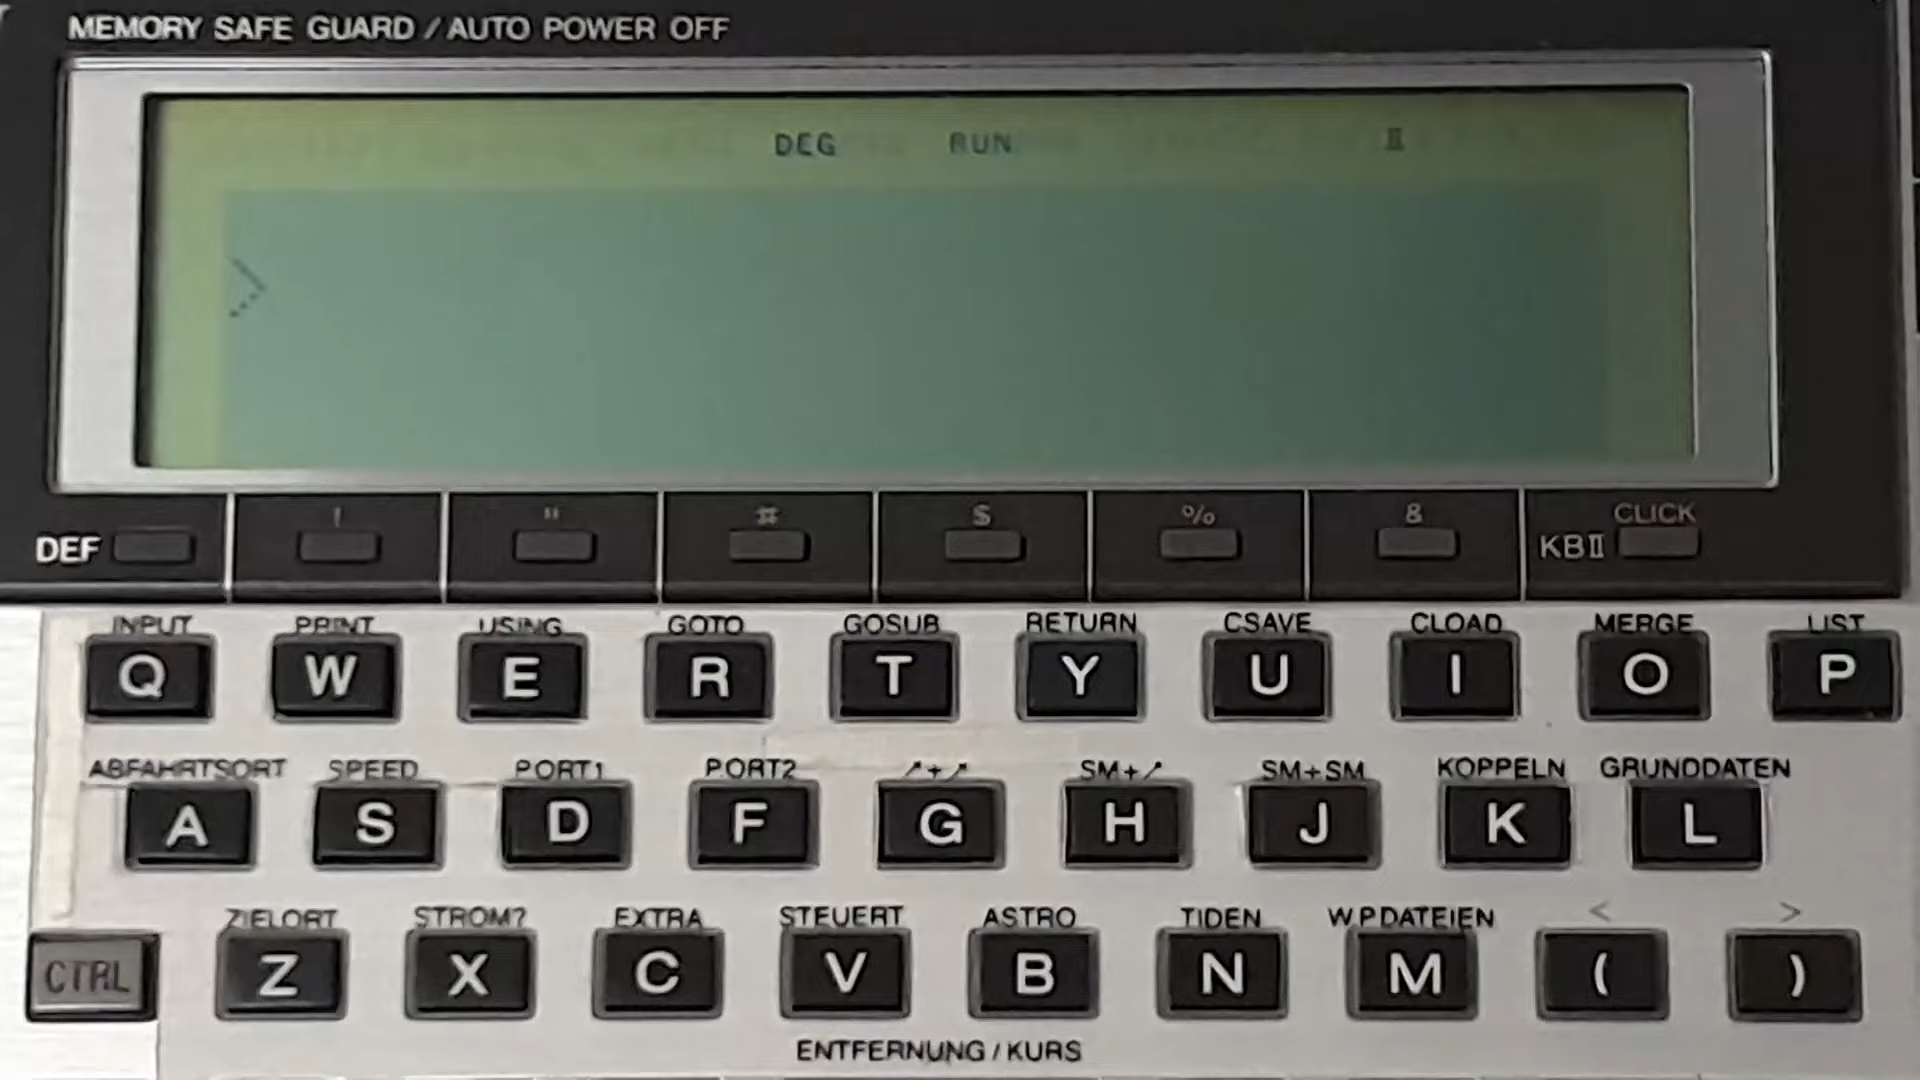 MEMORY SAFE GUARD / AUTO POWER OFF
DEG RUN II
>
! " # $ % & CLICK
DEF KBII
INPUT PRINT USING GOTO GOSUB RETURN CSAVE CLOAD MERGE LIST
Q W E R T Y U I O P
ABFAHRTSORT SPEED PORT1 PORT2 ↗+↗ SM+↗ SM+SM KOPPELN GRUNDDATEN
A S D F G H J K L
ZIELORT STROM? EXTRA STEUERT ASTRO TIDEN W.P.DATEIEN < >
CTRL Z X C V B N M ( )
ENTFERNUNG / KURS